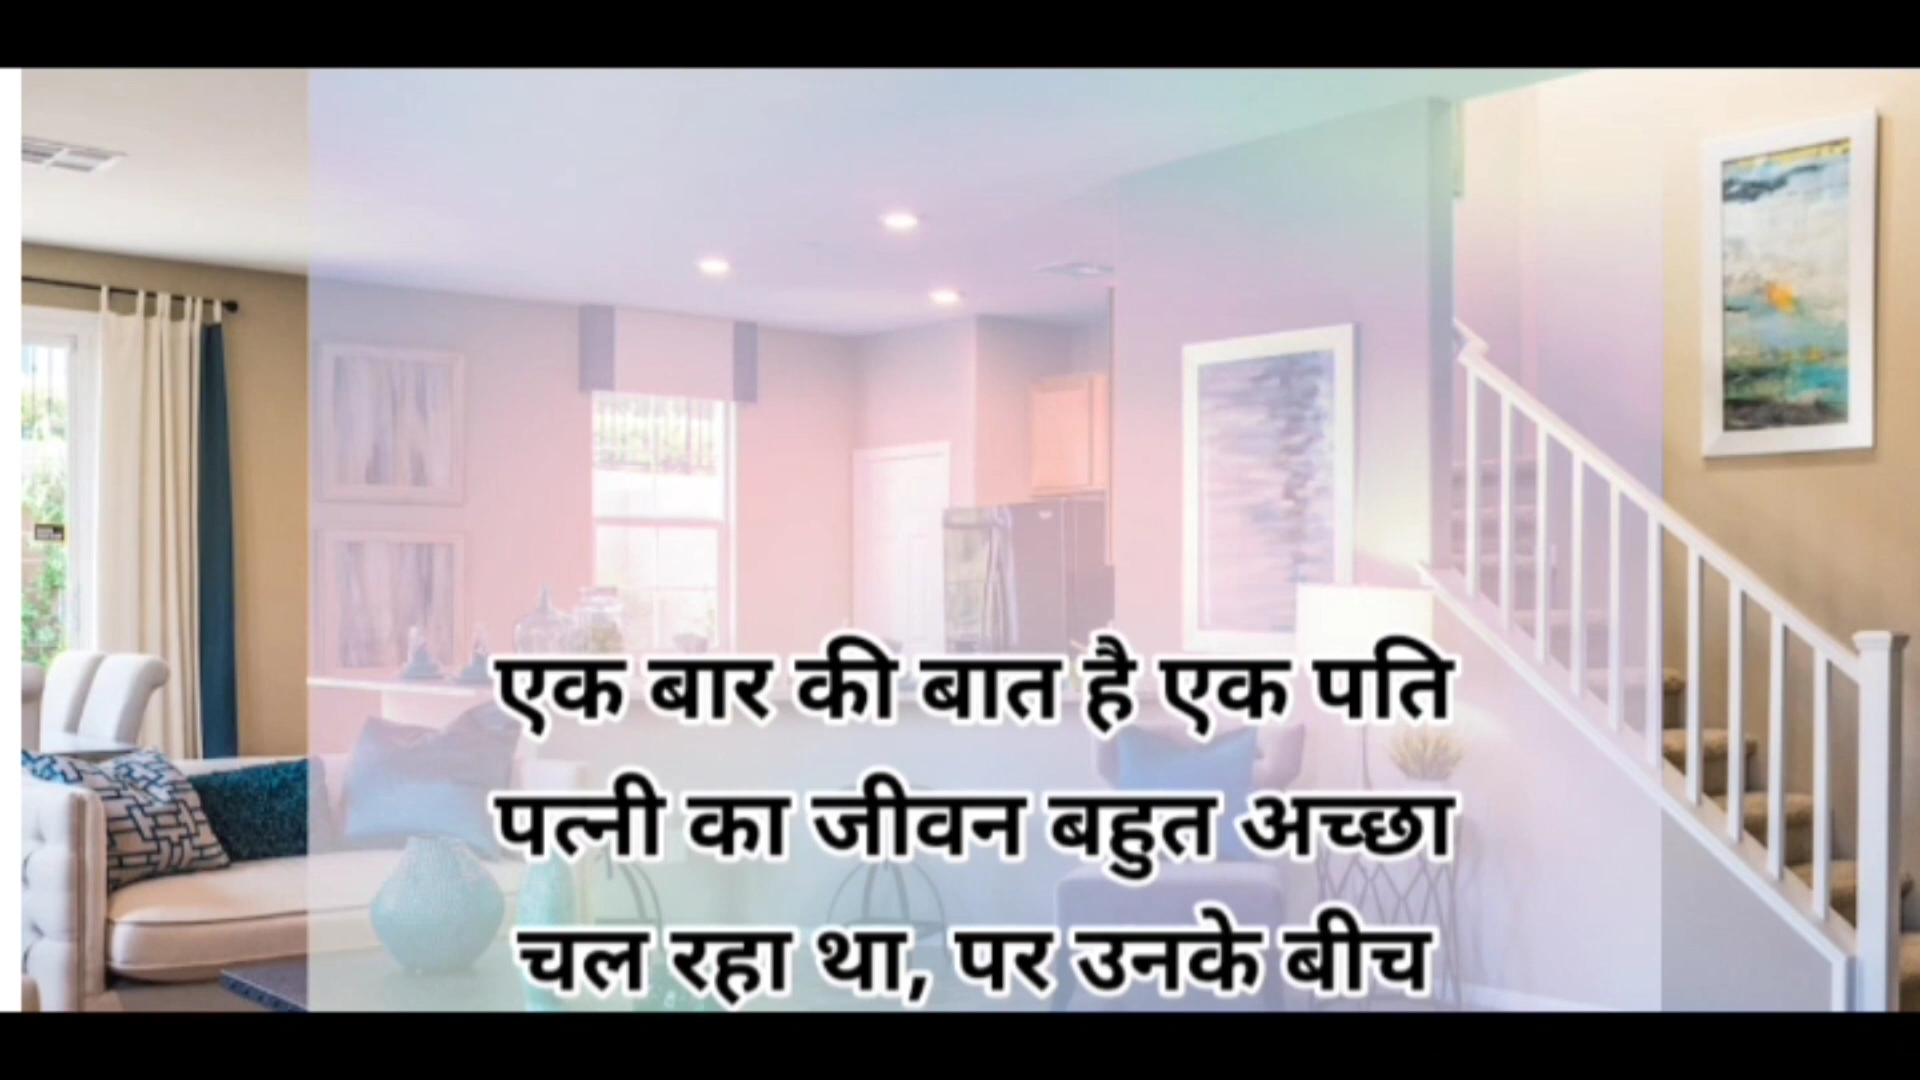 एक बार की बात है एक पति
पत्नी का जीवन बहुत अच्छा
चल रहा था, पर उनके बीच